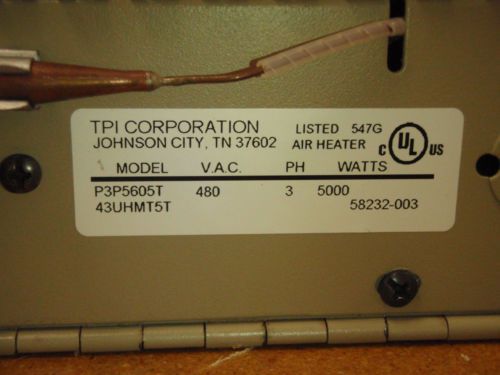 TPI CORPORATION LISTED 547G
JOHNSON CITY, TN 37602 AIR HEATER C UL US
MODEL V.A.C. PH WATTS
P3P5605T 480 3 5000
43UHMT5T 58232-003